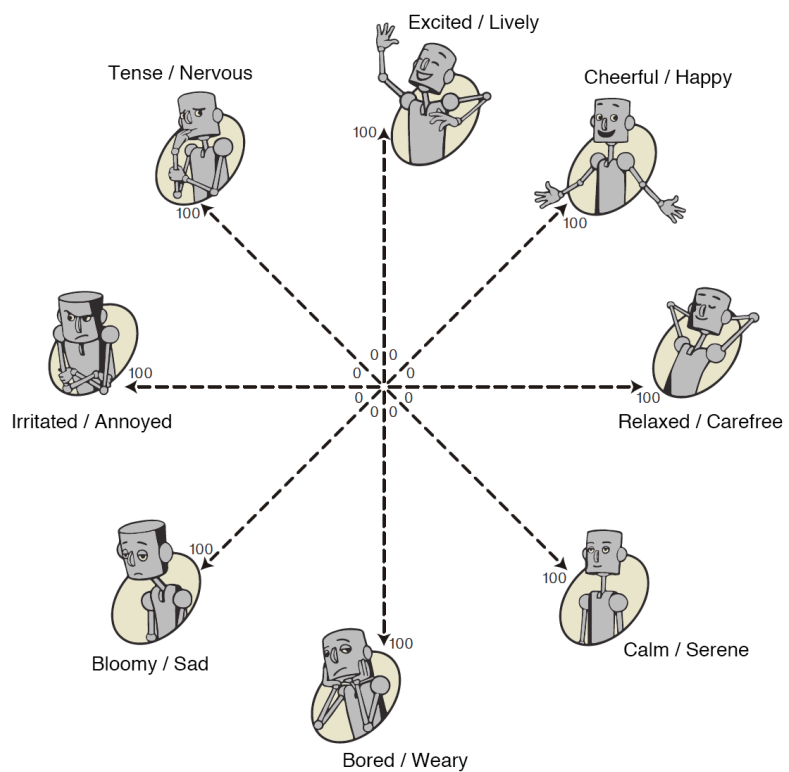 Excited / Lively
Tense / Nervous
Cheerful / Happy
100
100
100
Irritated / Annoyed
100
0 0
0 0
0 0
0 0
100
Relaxed / Carefree
100
100
Bloomy / Sad
100
Calm / Serene
Bored / Weary